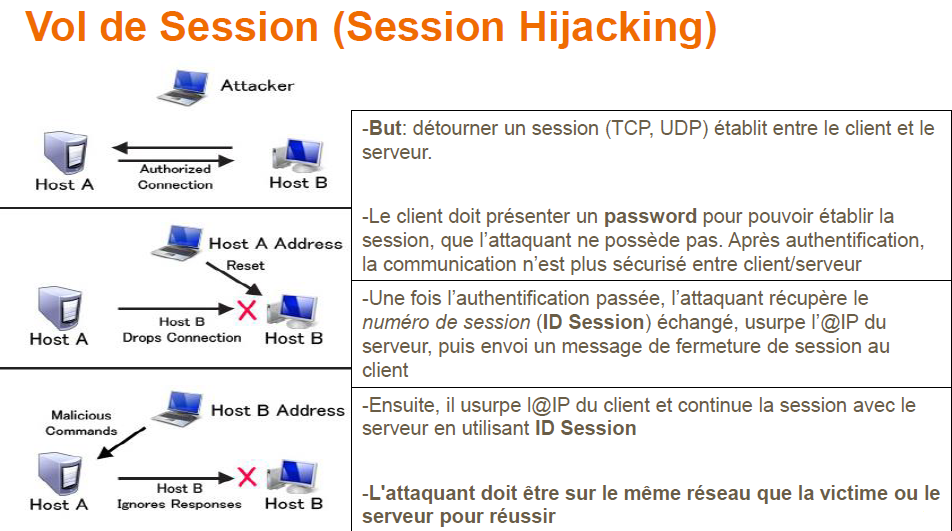 Vol de Session (Session Hijacking)
Attacker
Host A
Authorized
Connection
Host B
-But: détourner un session (TCP, UDP) établit entre le client et le
serveur.
-Le client doit présenter un password pour pouvoir établir la
session, que l'attaquant ne possède pas. Après authentification,
la communication n'est plus sécurisé entre client/serveur
Host A Address
Reset
Host A
Host B
Drops Connection
Host B
-Une fois l'authentification passée, l'attaquant récupère le
numéro de session (ID Session) échangé, usurpe l'@IP du
serveur, puis envoi un message de fermeture de session au
client
Host B Address
Malicious
Commands
Host A
Host B
Ignores Responses
Host B
-Ensuite, il usurpe l@IP du client et continue la session avec le
serveur en utilisant ID Session
-L'attaquant doit être sur le même réseau que la victime ou le
serveur pour réussir